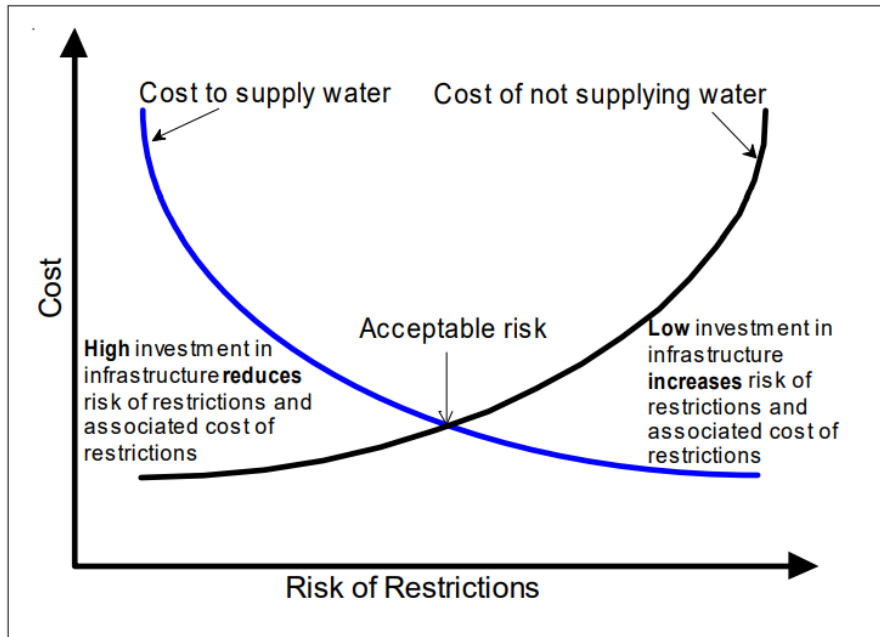 Cost to supply water
Cost of not supplying water
Cost
Acceptable risk
High investment in
infrastructure reduces
risk of restrictions and
associated cost of
restrictions
Low investment in
infrastructure
increases risk of
restrictions and
associated cost of
restrictions
Risk of Restrictions